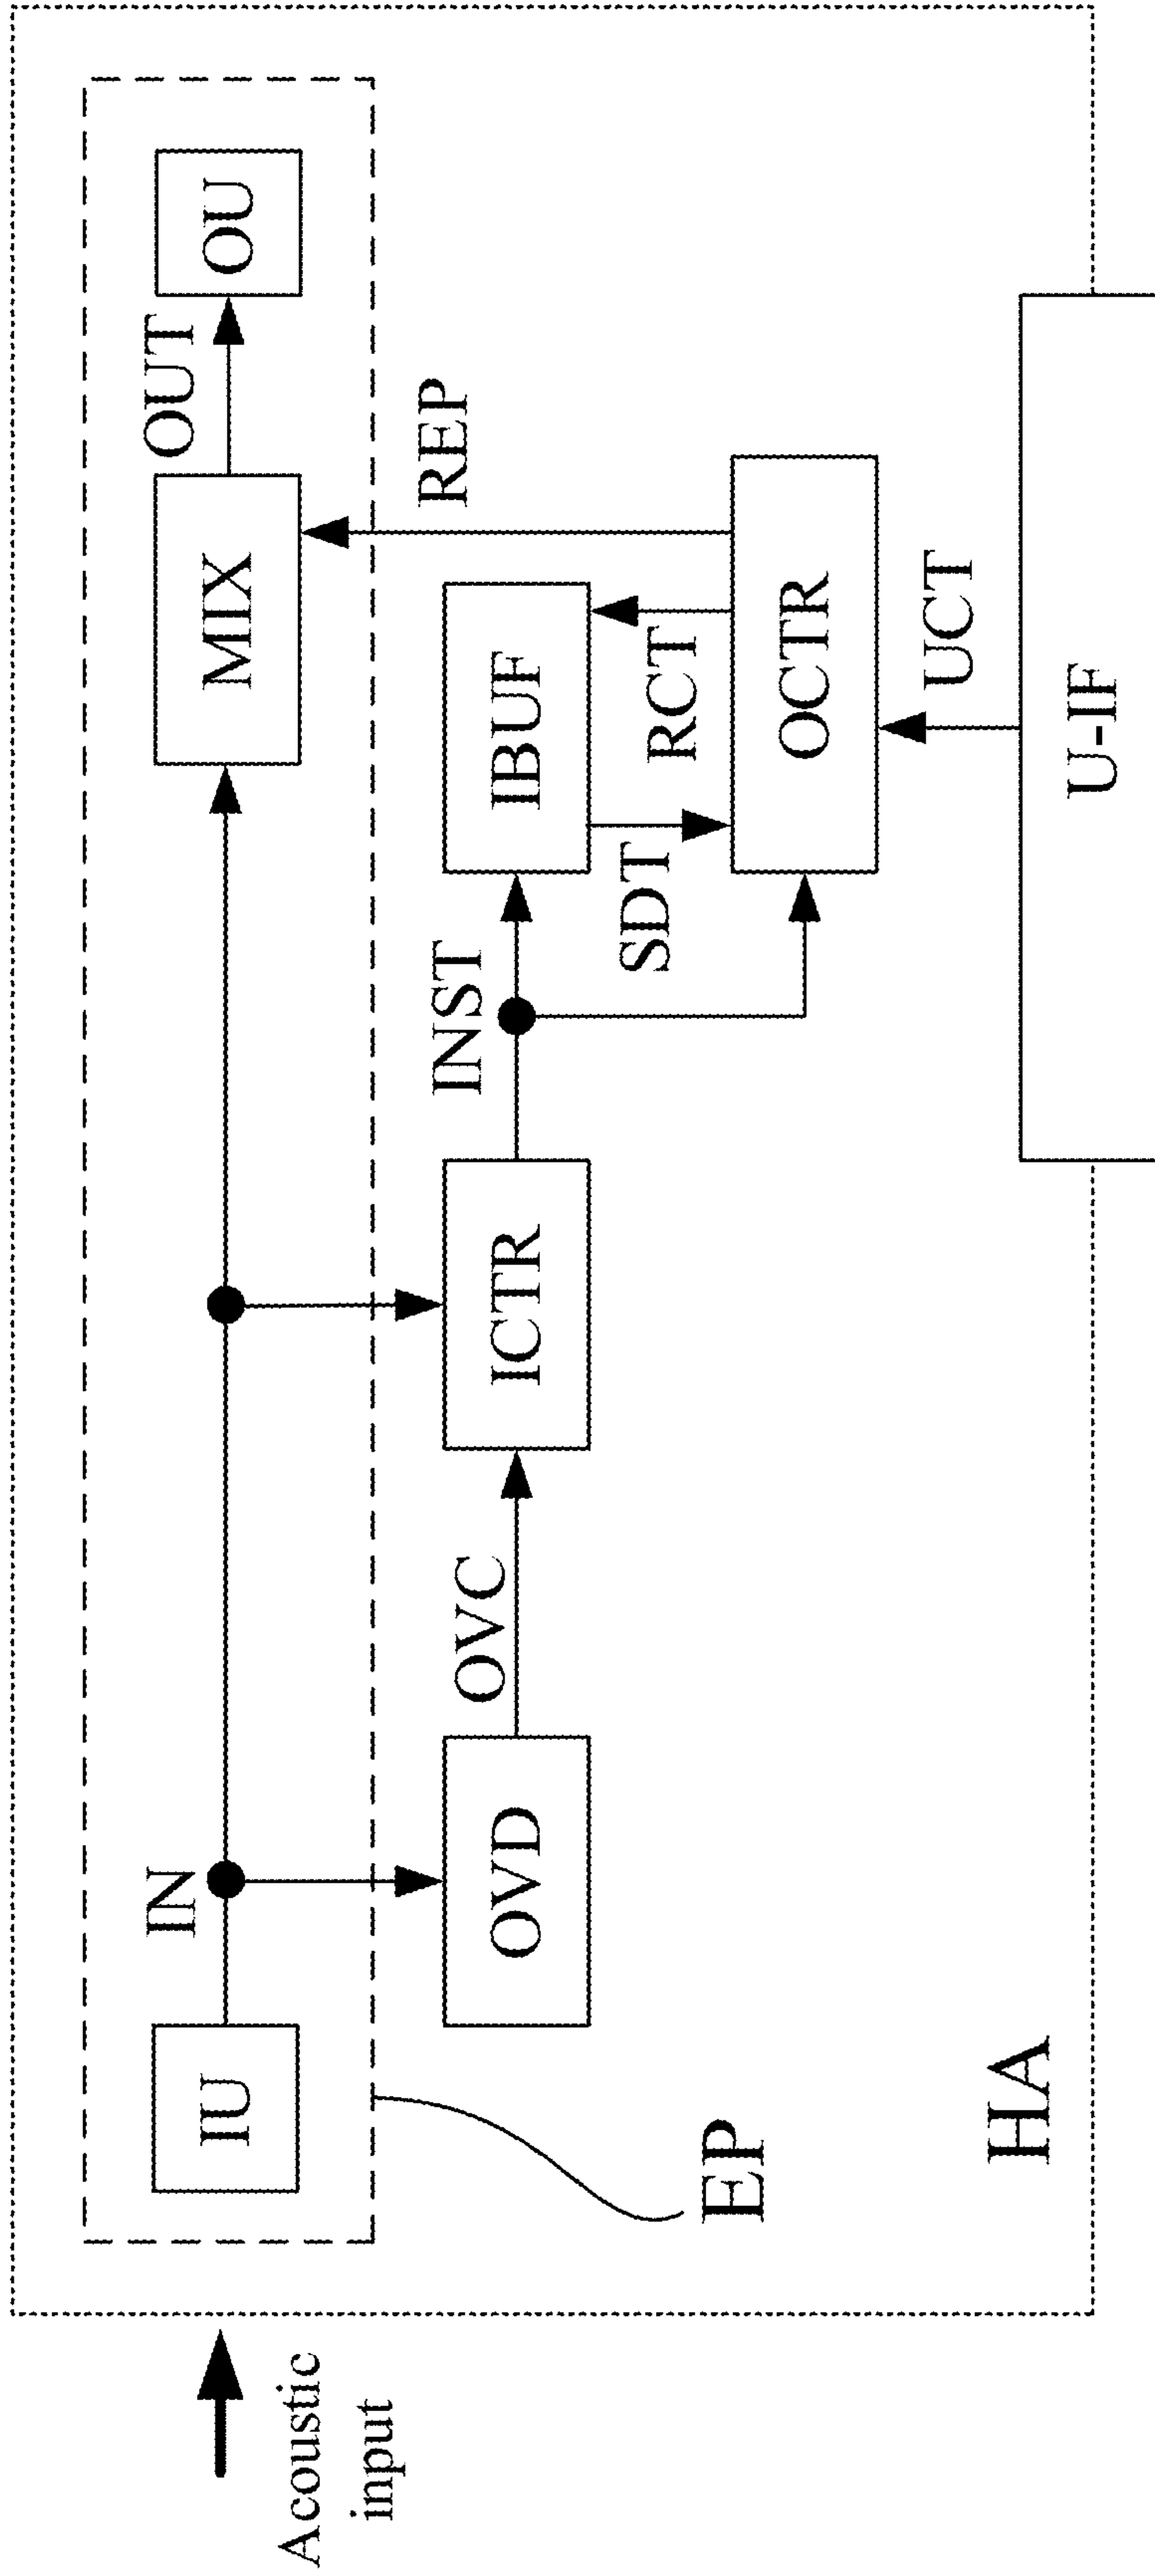 Acoustic
input
IU
IN
MIX
OUT
OU
OVD
OVC
ICTR
INST
IBUF
REP
SDT
RCT
OCTR
EP
UCT
HA
U-IF